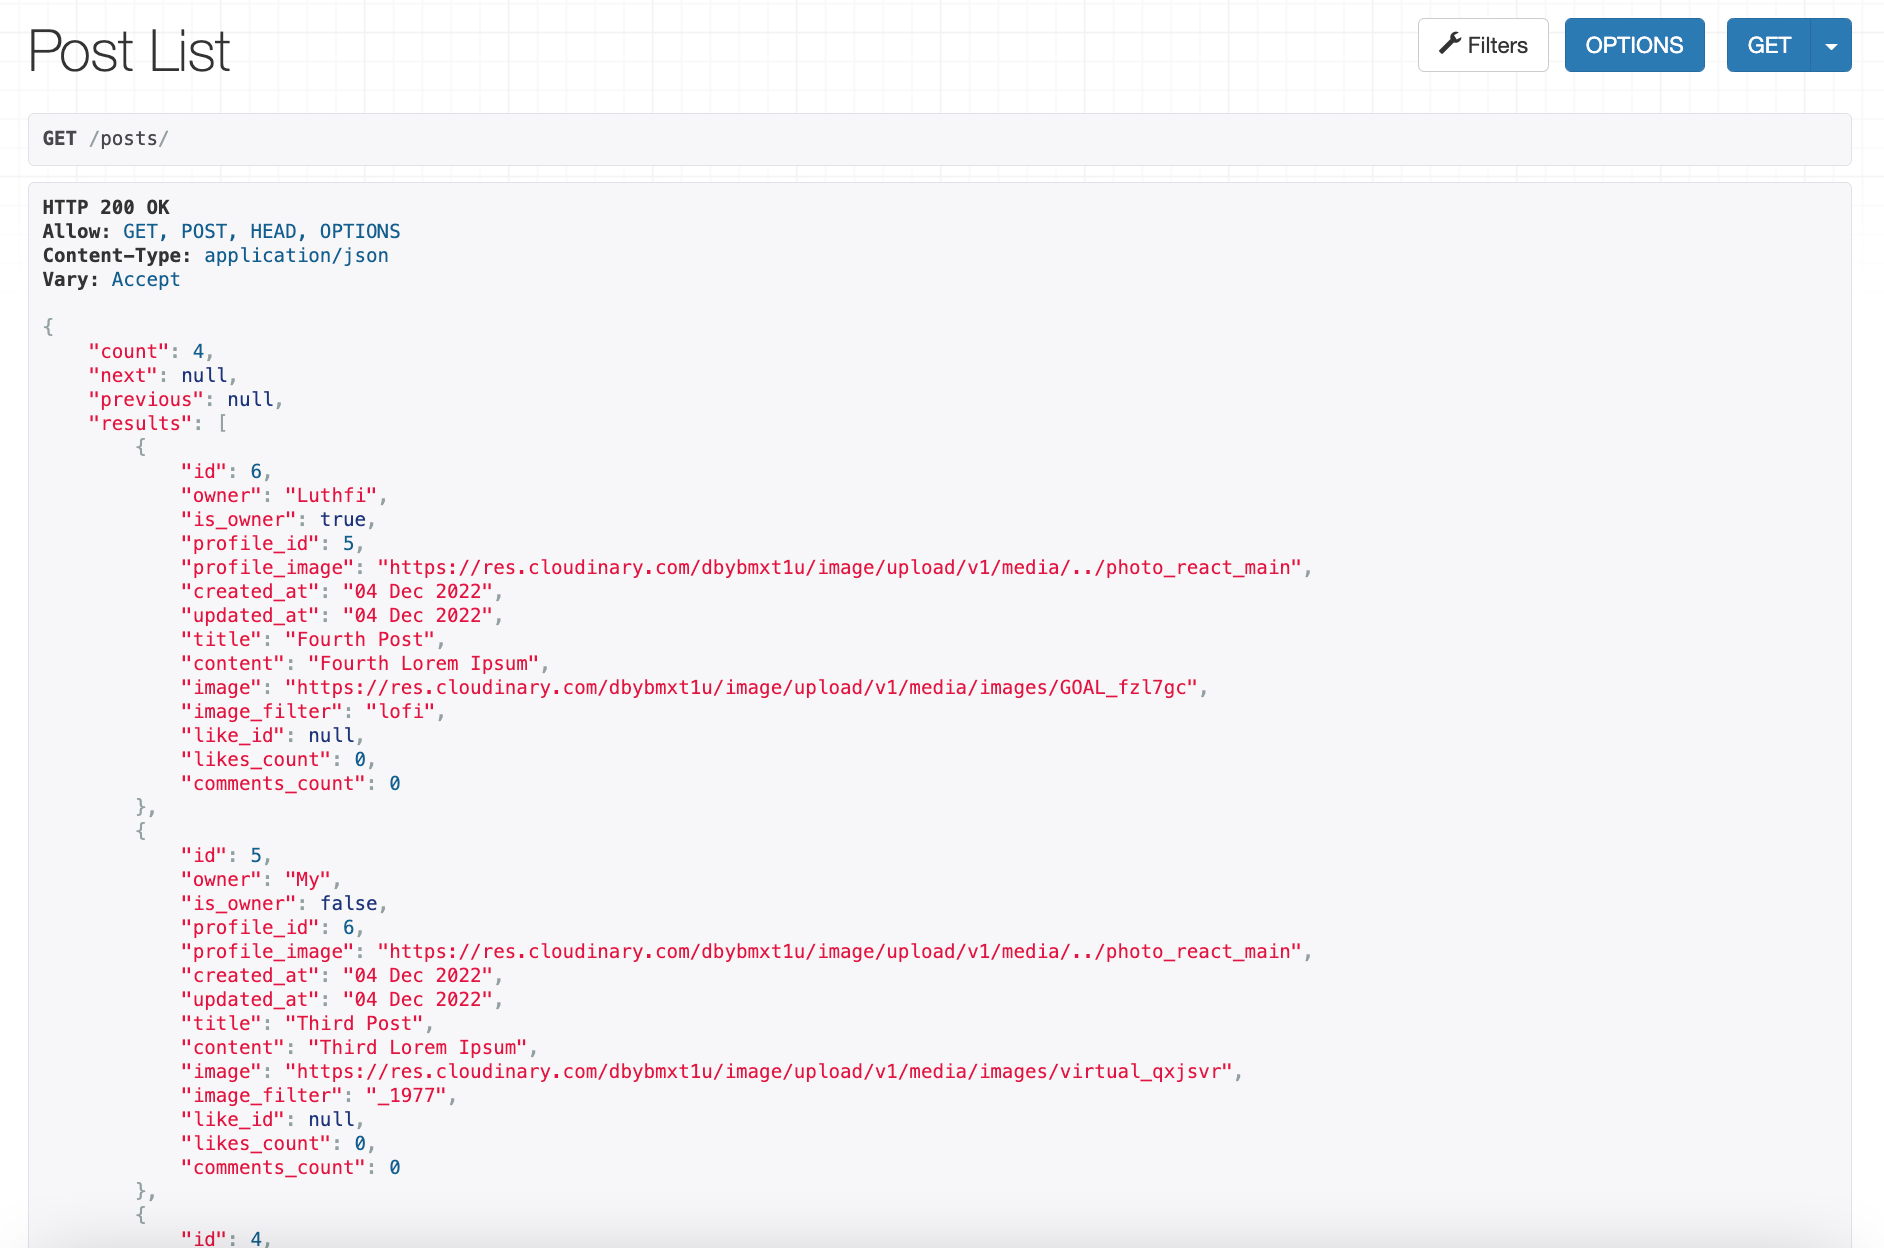 Post List
Filters
OPTIONS
GET
GET /posts/
HTTP 200 OK
Allow: GET, POST, HEAD, OPTIONS
Content-Type: application/json
Vary: Accept
{
"count": 4,
"next": null,
"previous": null,
"results": [
{
"id": 6,
"owner": "Luthfi",
"is_owner": true,
"profile_id": 5,
"profile_image": "https://res.cloudinary.com/dbybmxt1u/image/upload/v1/media/../photo_react_main",
"created_at": "04 Dec 2022",
"updated_at": "04 Dec 2022",
"title": "Fourth Post",
"content": "Fourth Lorem Ipsum",
"image": "https://res.cloudinary.com/dbybmxt1u/image/upload/v1/media/images/GOAL_fzl7gc",
"image_filter": "lofi",
"like_id": null,
"likes_count": 0,
"comments_count": 0
},
{
"id": 5,
"owner": "My",
"is_owner": false,
"profile_id": 6,
"profile_image": "https://res.cloudinary.com/dbybmxt1u/image/upload/v1/media/../photo_react_main",
"created_at": "04 Dec 2022",
"updated_at": "04 Dec 2022",
"title": "Third Post",
"content": "Third Lorem Ipsum",
"image": "https://res.cloudinary.com/dbybmxt1u/image/upload/v1/media/images/virtual_qxjsvr",
"image_filter": "_1977",
"like_id": null,
"likes_count": 0,
"comments_count": 0
},
{
"id": 4,